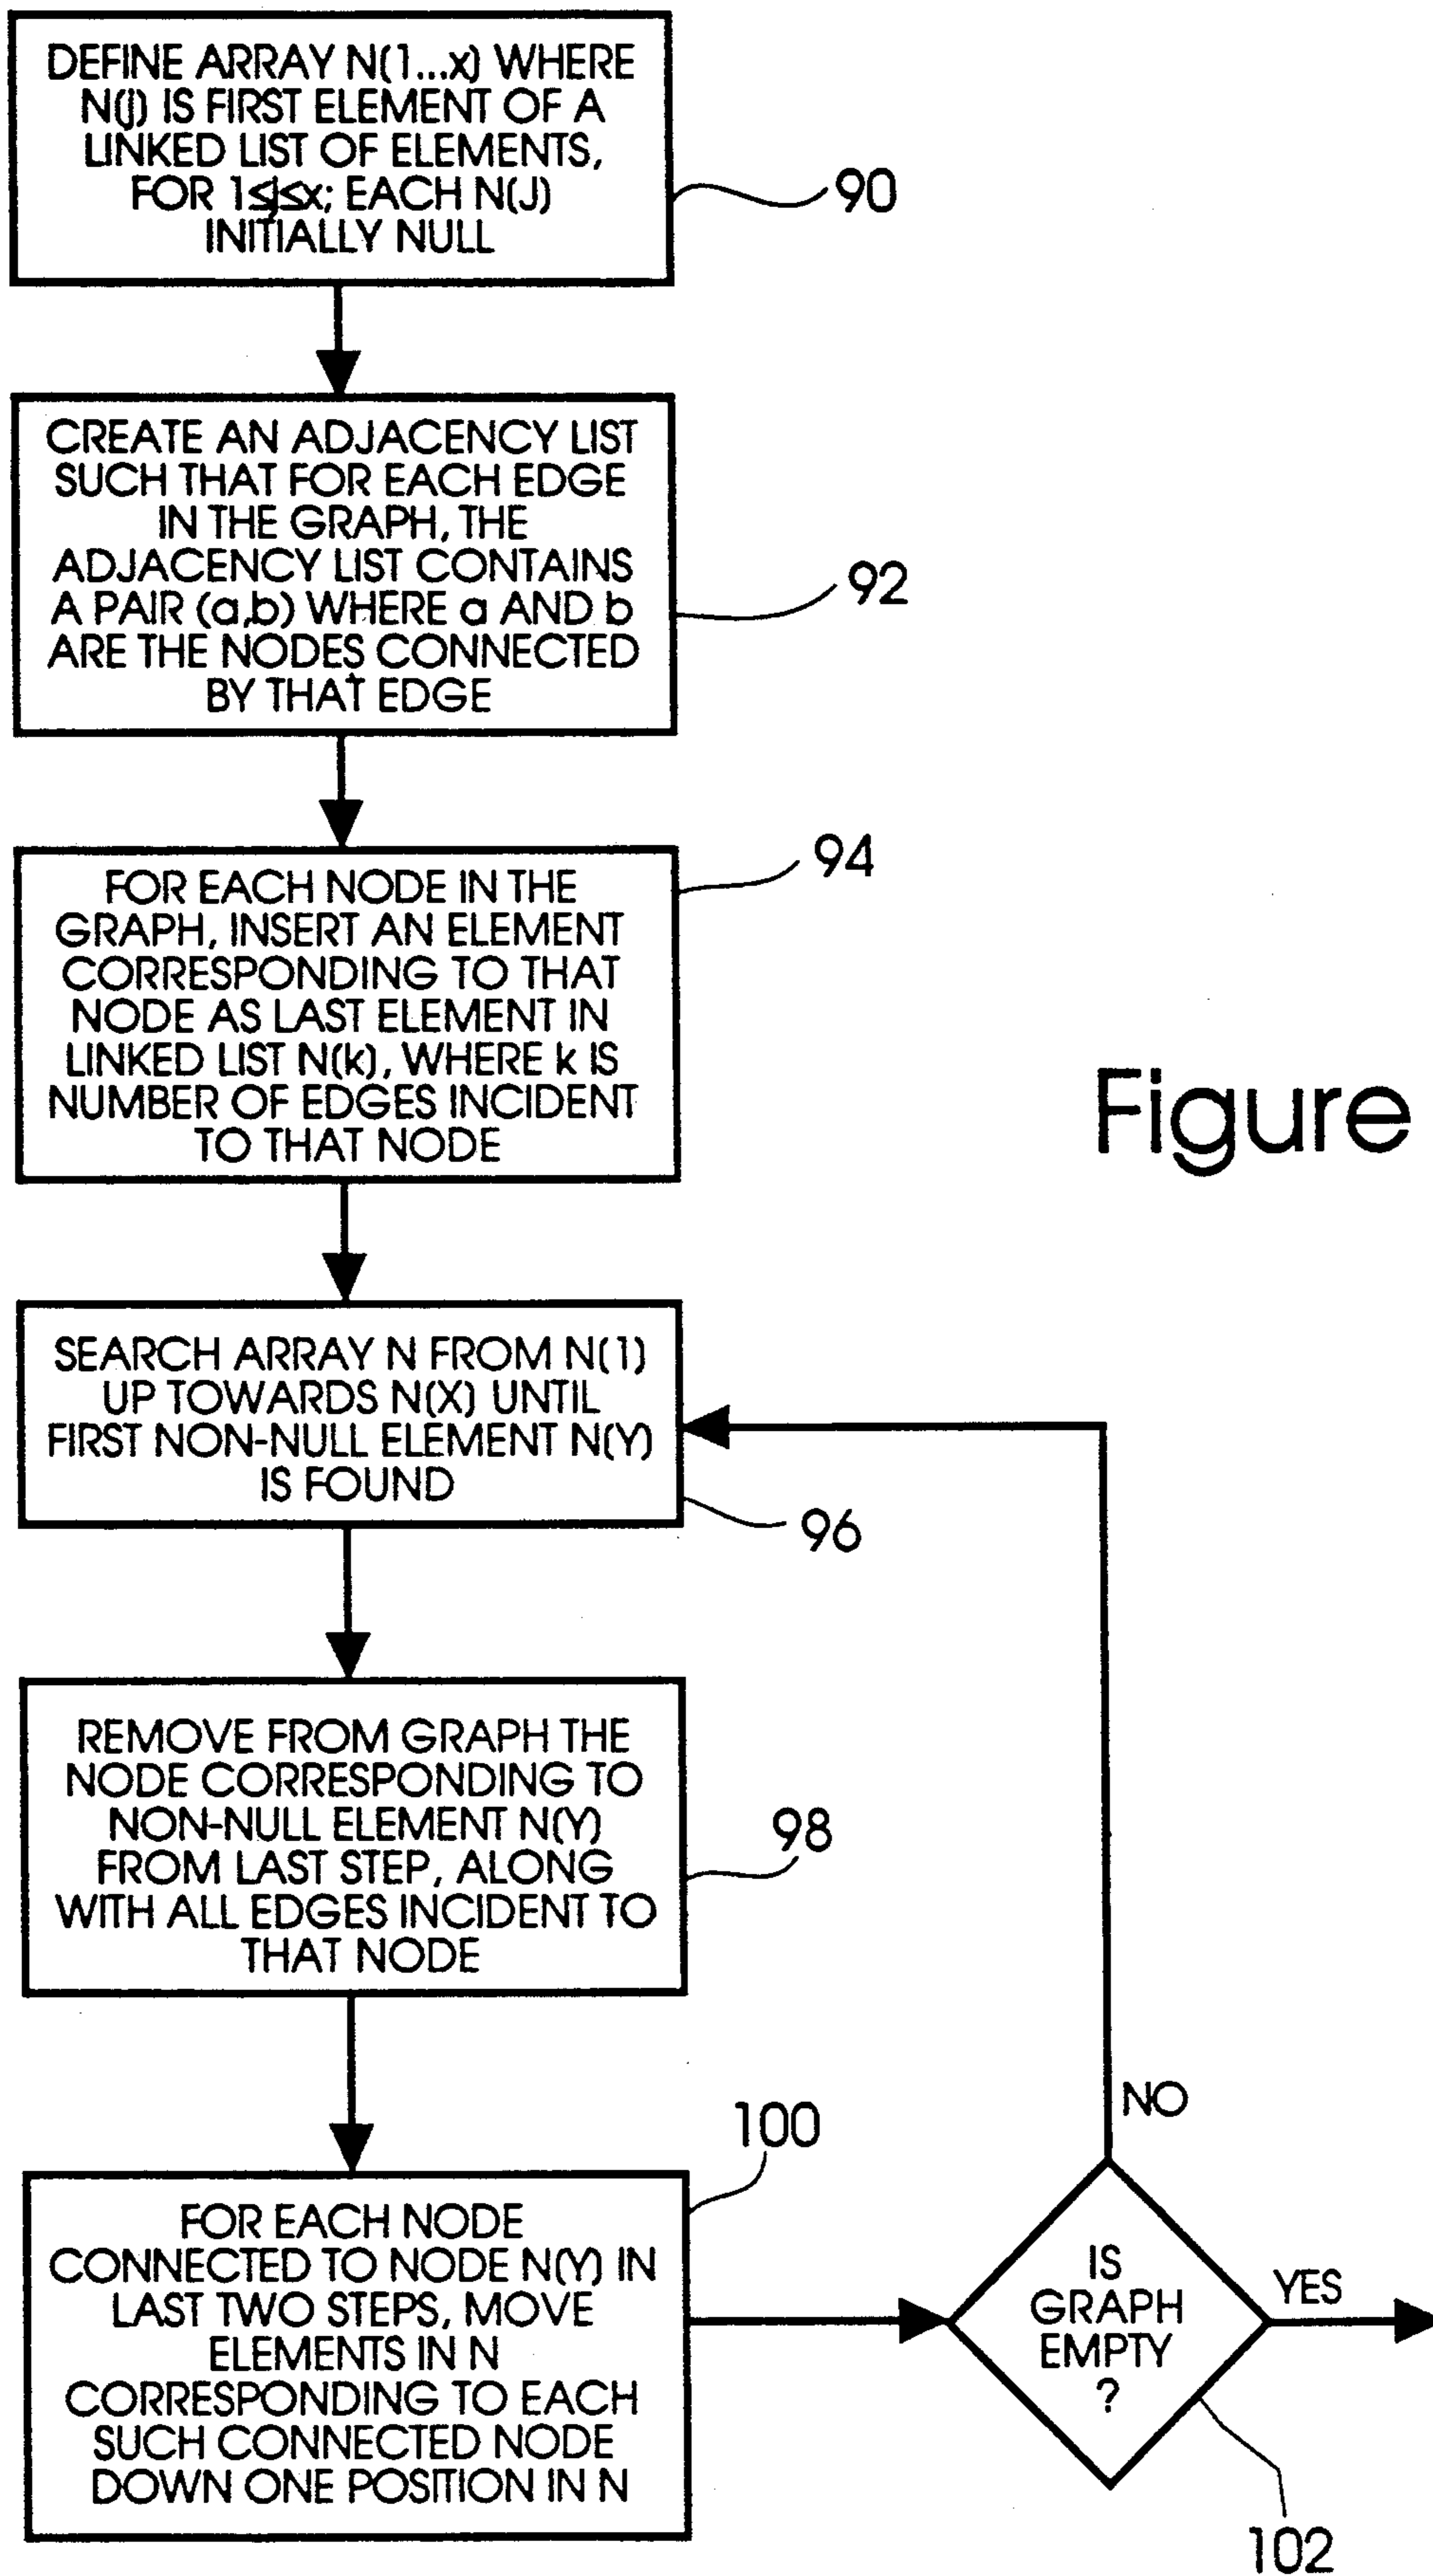 DEFINE ARRAY N(1...x) WHERE
N(j) IS FIRST ELEMENT OF A
LINKED LIST OF ELEMENTS,
FOR 1≤j≤x; EACH N(J)
INITIALLY NULL
90
CREATE AN ADJACENCY LIST
SUCH THAT FOR EACH EDGE
IN THE GRAPH, THE
ADJACENCY LIST CONTAINS
A PAIR (a,b) WHERE a AND b
ARE THE NODES CONNECTED
BY THAT EDGE
92
FOR EACH NODE IN THE
GRAPH, INSERT AN ELEMENT
CORRESPONDING TO THAT
NODE AS LAST ELEMENT IN
LINKED LIST N(k), WHERE k IS
NUMBER OF EDGES INCIDENT
TO THAT NODE
94
Figure
SEARCH ARRAY N FROM N(1)
UP TOWARDS N(X) UNTIL
FIRST NON-NULL ELEMENT N(Y)
IS FOUND
96
REMOVE FROM GRAPH THE
NODE CORRESPONDING TO
NON-NULL ELEMENT N(Y)
FROM LAST STEP, ALONG
WITH ALL EDGES INCIDENT TO
THAT NODE
98
FOR EACH NODE
CONNECTED TO NODE N(Y) IN
LAST TWO STEPS, MOVE
ELEMENTS IN N
CORRESPONDING TO EACH
SUCH CONNECTED NODE
DOWN ONE POSITION IN N
100
NO
IS
GRAPH
EMPTY
?
YES
102